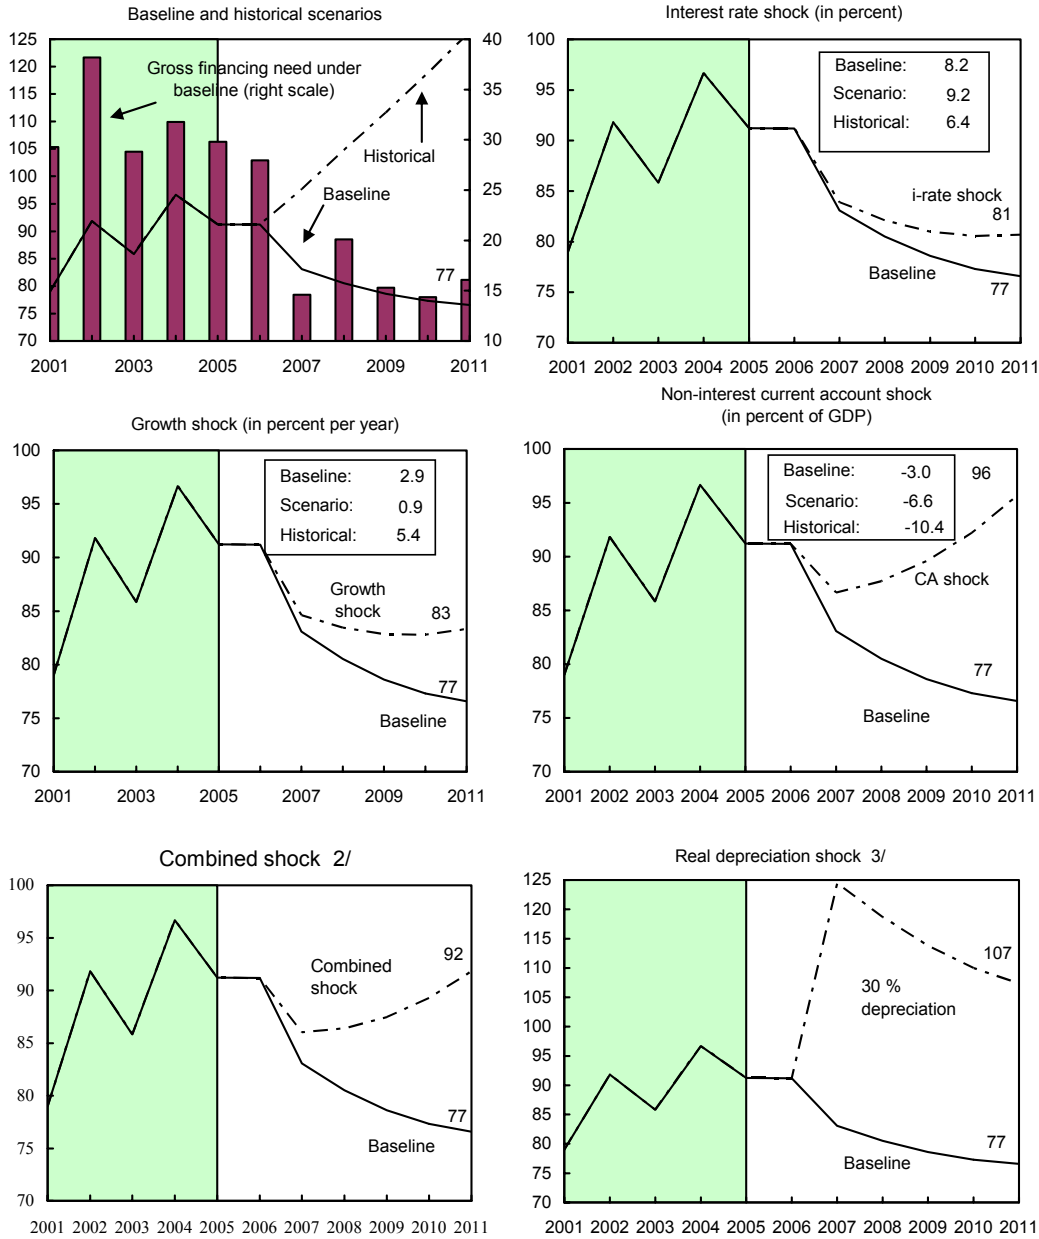 Baseline and historical scenarios
125
120
115
110
105
100
95
90
85
80
75
70
40
35
30
25
20
15
10
Gross financing need under
baseline (right scale)
Historical
Baseline
77
2001 2003 2005 2007 2009 2011
Interest rate shock (in percent)
100
95
90
85
80
75
70
Baseline: 8.2
Scenario: 9.2
Historical: 6.4
i-rate shock
81
Baseline
77
2001 2002 2003 2004 2005 2006 2007 2008 2009 2010 2011
Growth shock (in percent per year)
100
95
90
85
80
75
70
Baseline: 2.9
Scenario: 0.9
Historical: 5.4
Growth
shock
83
77
Baseline
2001 2003 2005 2007 2009 2011
Non-interest current account shock
(in percent of GDP)
100
95
90
85
80
75
70
Baseline: -3.0
Scenario: -6.6
Historical: -10.4
96
CA shock
77
Baseline
2001 2002 2003 2004 2005 2006 2007 2008 2009 2010 2011
Combined shock 2/
100
95
90
85
80
75
70
Combined
shock
92
77
Baseline
2001 2002 2003 2004 2005 2006 2007 2008 2009 2010 2011
Real depreciation shock 3/
125
120
115
110
105
100
95
90
85
80
75
70
107
30 %
depreciation
77
Baseline
2001 2002 2003 2004 2005 2006 2007 2008 2009 2010 2011